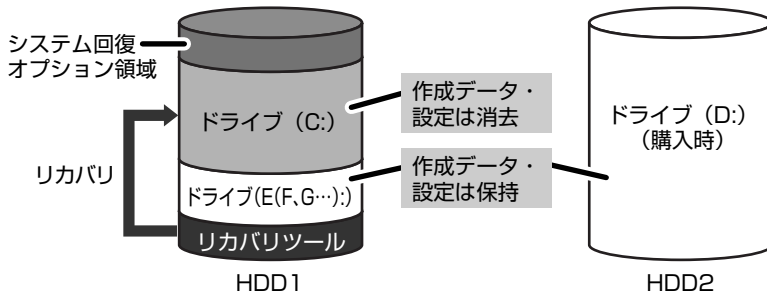 システム回復
オプション領域
ドライブ（C:）
作成データ・
設定は消去
ドライブ（D:）
（購入時）
リカバリ
作成データ・
設定は保持
ドライブ(E(F、G…):)
リカバリツール
HDD1
HDD2